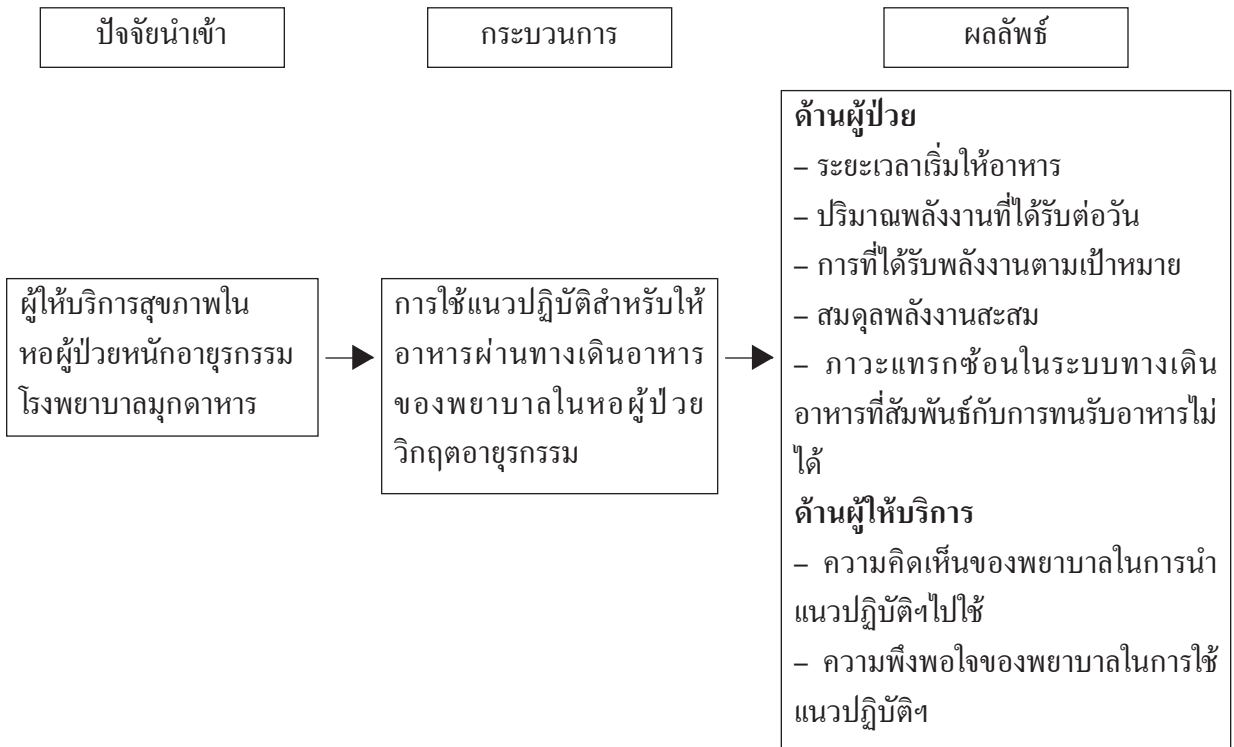 ปัจจัยนำเข้า
กระบวนการ
ผลลัพธ์
ผู้ให้บริการสุขภาพใน
หอผู้ป่วยหนักอายุรกรรม
โรงพยาบาลมุกดาหาร
การใช้แนวปฏิบัติสำหรับให้
อาหารผ่านทางเดินอาหาร
ของพยาบาลในหอผู้ป่วย
วิกฤตอายุรกรรม
ด้านผู้ป่วย
– ระยะเวลาเริ่มให้อาหาร
– ปริมาณพลังงานที่ได้รับต่อวัน
– การที่ได้รับพลังงานตามเป้าหมาย
– สมดุลพลังงานสะสม
– ภาวะแทรกซ้อนในระบบทางเดิน
อาหารที่สัมพันธ์กับการทนรับอาหารไม่
ได้
ด้านผู้ให้บริการ
– ความคิดเห็นของพยาบาลในการนำ
แนวปฏิบัติฯไปใช้
– ความพึงพอใจของพยาบาลในการใช้
แนวปฏิบัติฯ